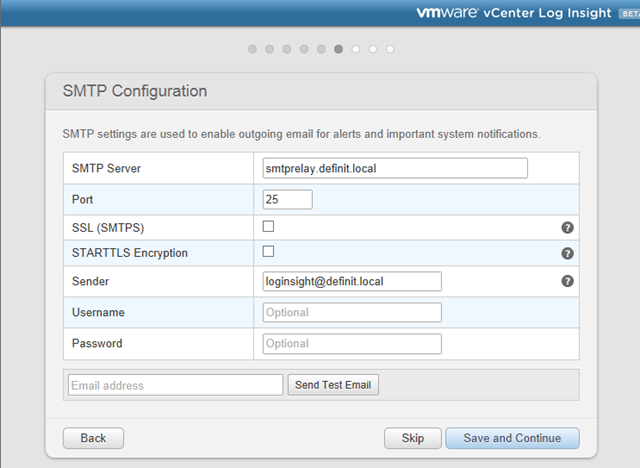 vmware vCenter Log Insight BETA
SMTP Configuration
SMTP settings are used to enable outgoing email for alerts and important system notifications.
SMTP Server smtprelay.definit.local
Port 25
SSL (SMTPS) ?
STARTTLS Encryption ?
Sender loginsight@definit.local ?
Username Optional
Password Optional
Email address Send Test Email
Back Skip Save and Continue